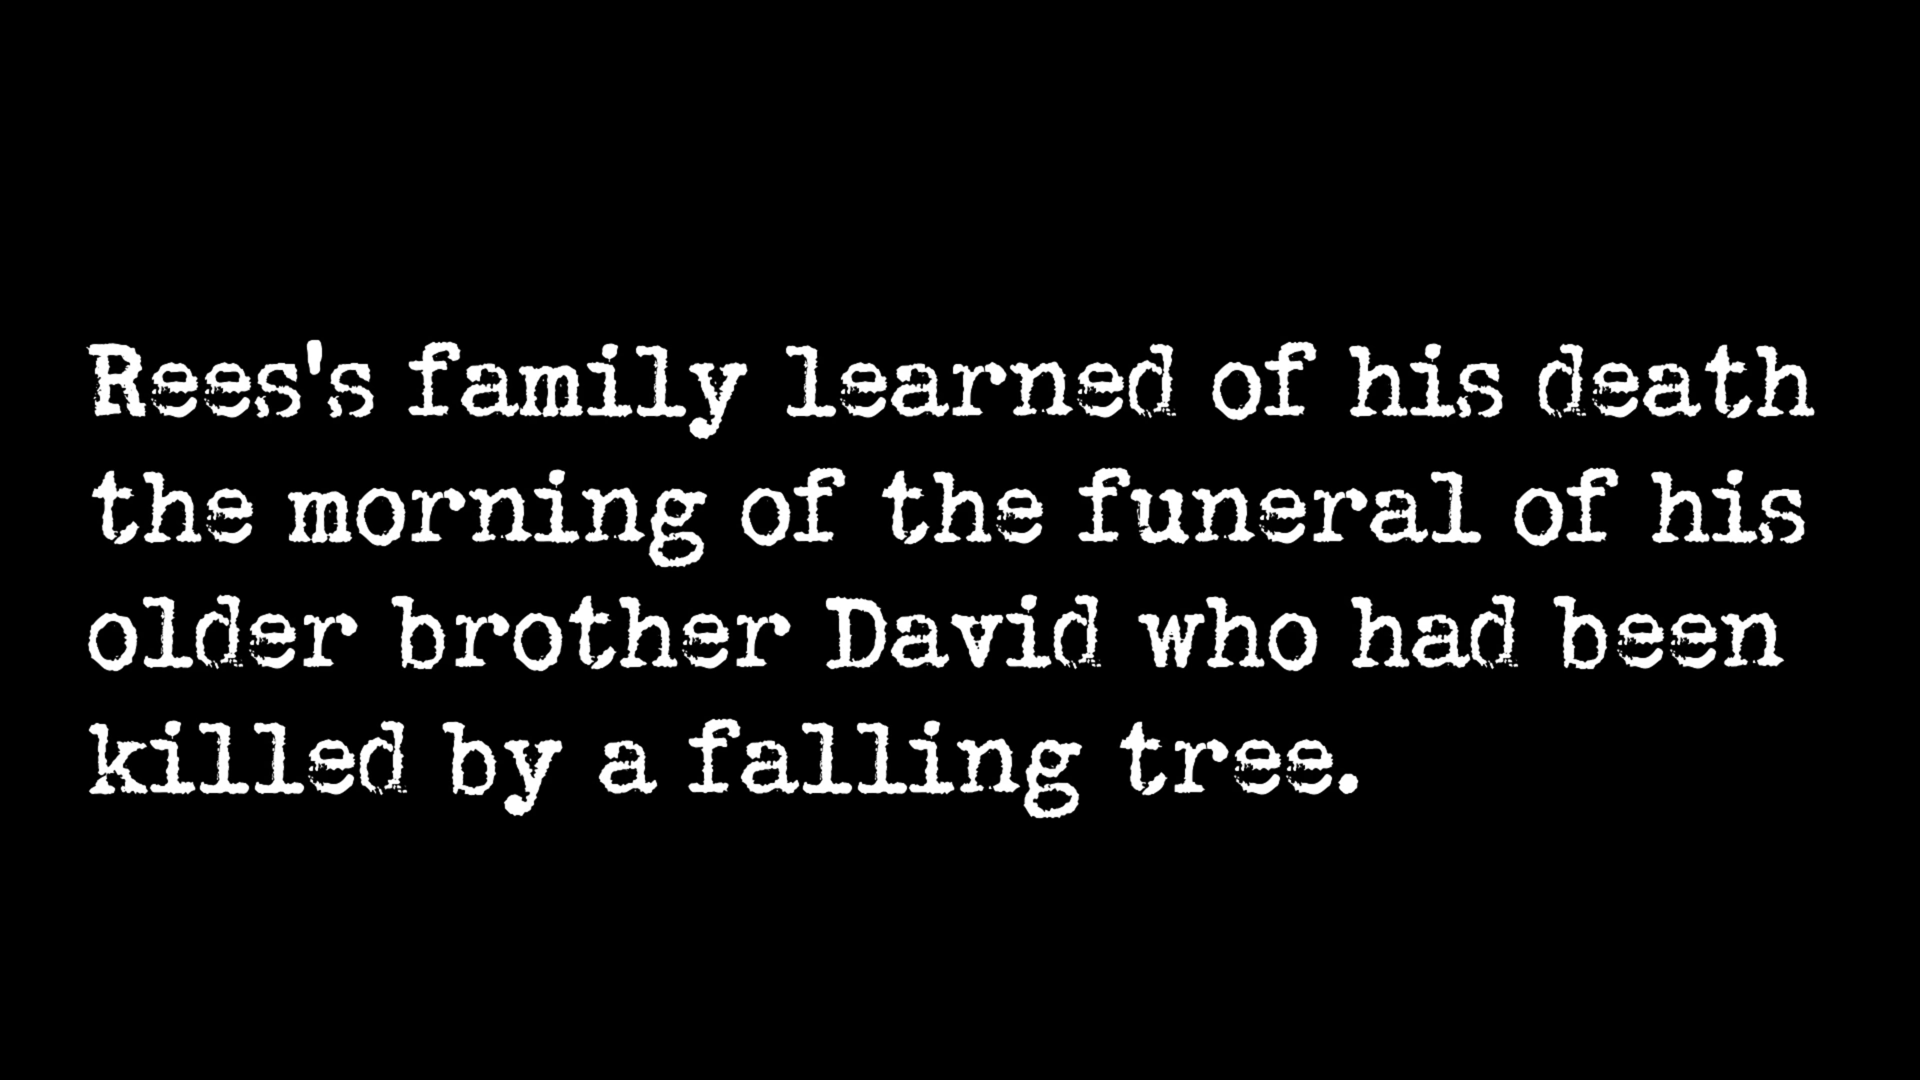 Rees's family learned of his death
the morning of the funeral of his
older brother David who had been
killed by a falling tree.